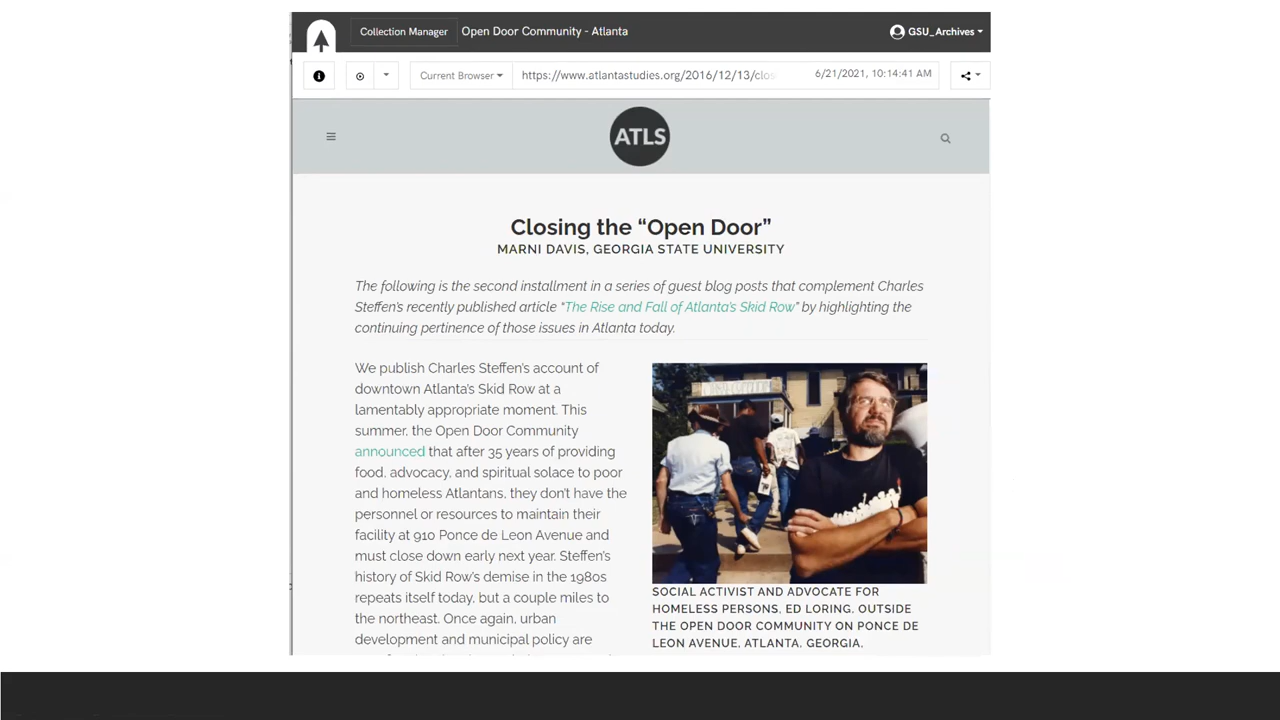 Collection Manager
Open Door Community - Atlanta
GSU_Archives
Current Browser
https://www.atlantastudies.org/2016/12/13/clos
6/21/2021, 10:14:41 AM
ATLS
Closing the “Open Door”
MARNI DAVIS, GEORGIA STATE UNIVERSITY
The following is the second installment in a series of guest blog posts that complement Charles
Steffen’s recently published article “The Rise and Fall of Atlanta’s Skid Row” by highlighting the
continuing pertinence of those issues in Atlanta today.
We publish Charles Steffen’s account of
downtown Atlanta’s Skid Row at a
lamentably appropriate moment. This
summer, the Open Door Community
announced that after 35 years of providing
food, advocacy, and spiritual solace to poor
and homeless Atlantans, they don’t have the
personnel or resources to maintain their
facility at 910 Ponce de Leon Avenue and
must close down early next year. Steffen’s
history of Skid Row’s demise in the 1980s
repeats itself today, but a couple miles to
the northeast. Once again, urban
development and municipal policy are
SOCIAL ACTIVIST AND ADVOCATE FOR
HOMELESS PERSONS, ED LORING, OUTSIDE
THE OPEN DOOR COMMUNITY ON PONCE DE
LEON AVENUE, ATLANTA, GEORGIA,